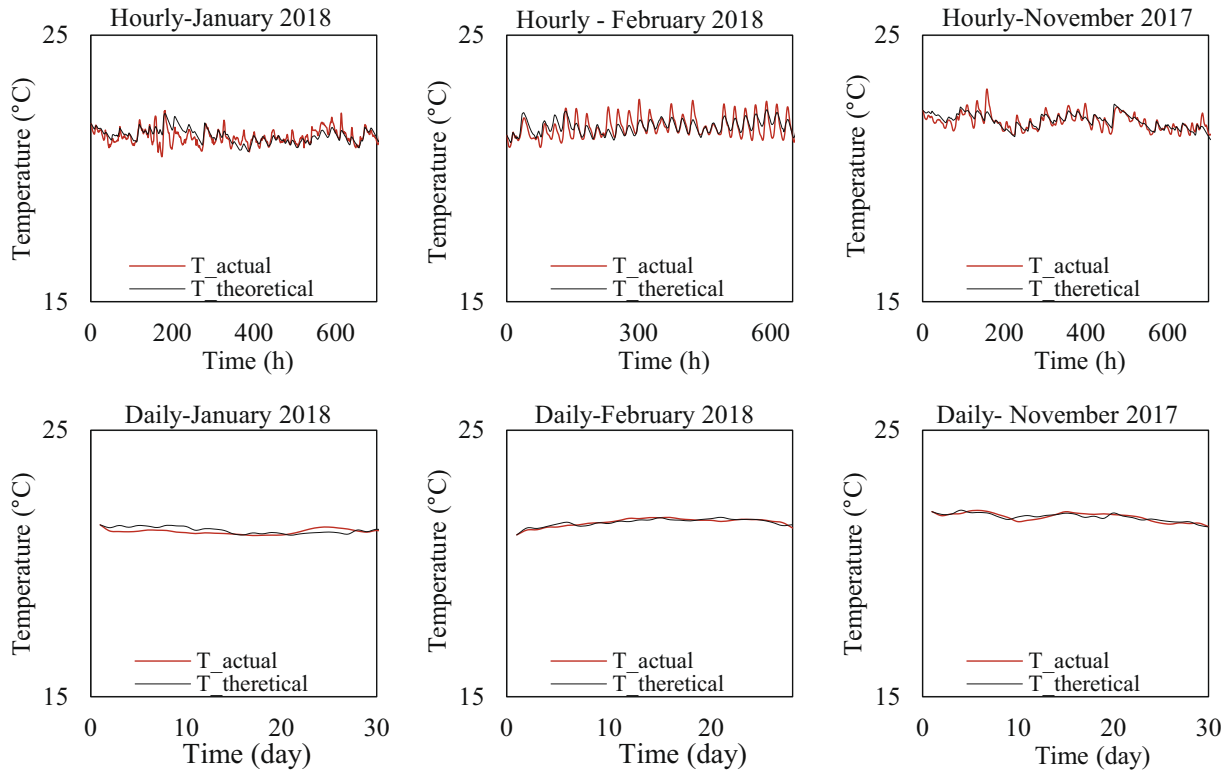 Hourly-January 2018
25
Temperature (°C)
T_actual
T_theoretical
15
0 200 400 600
Time (h)
Hourly - February 2018
25
Temperature (°C)
T_actual
T_theretical
15
0 300 600
Time (h)
Hourly-November 2017
25
Temperature (°C)
T_actual
T_theretical
15
0 200 400 600
Time (h)
Daily-January 2018
25
Temperature (°C)
T_actual
T_theretical
15
0 10 20 30
Time (day)
Daily-February 2018
25
Temperature (°C)
T_actual
T_theretical
15
0 10 20
Time (day)
Daily- November 2017
25
Temperature (°C)
T_actual
T_theretical
15
0 10 20 30
Time (day)